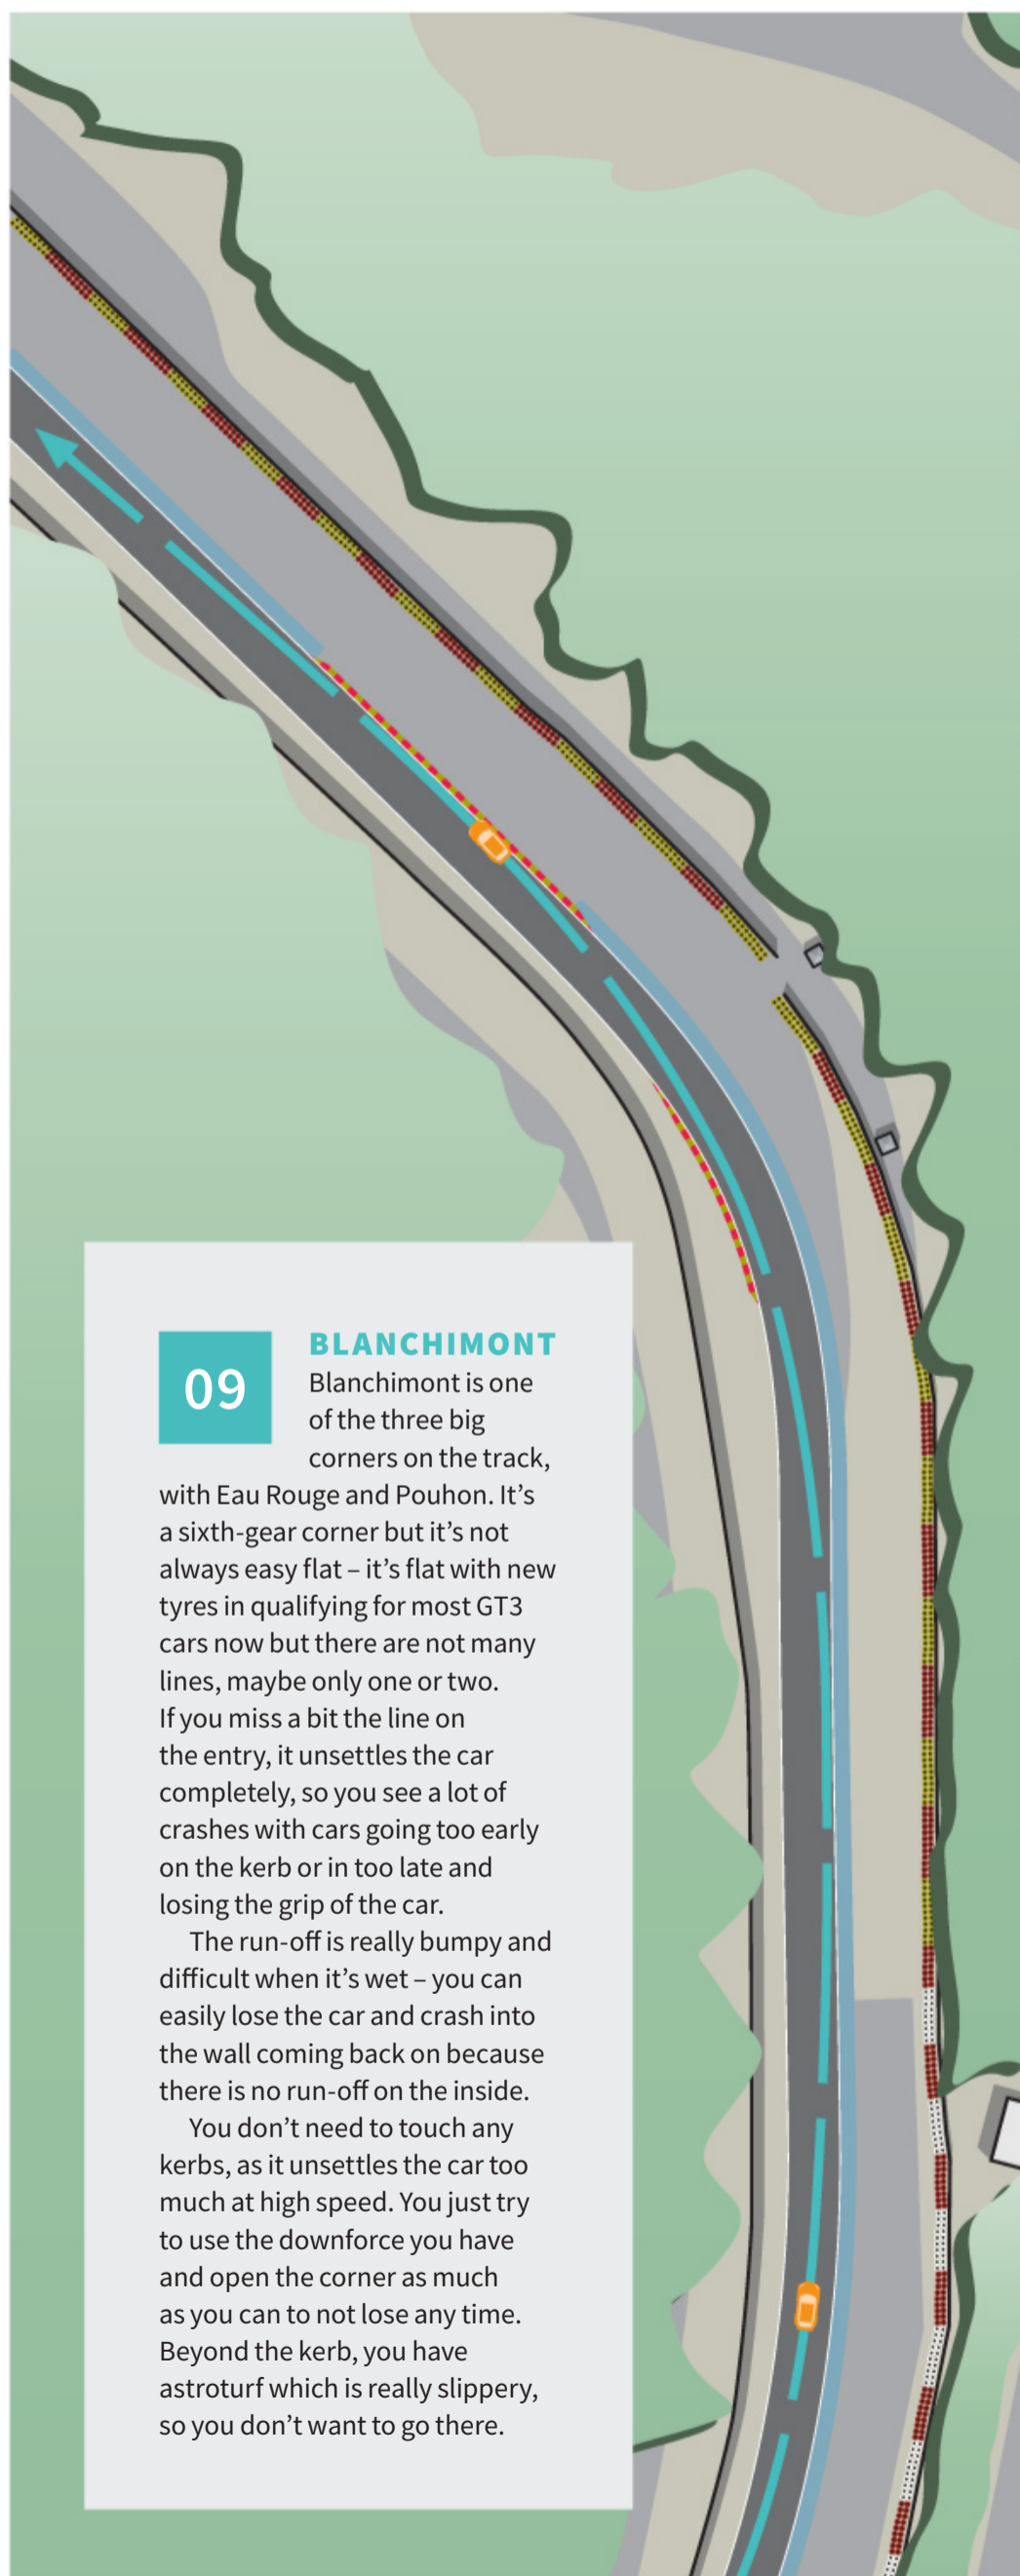 09
BLANCHIMONT
Blanchimont is one
of the three big
corners on the track,
with Eau Rouge and Pouhon. It’s
a sixth-gear corner but it’s not
always easy flat – it’s flat with new
tyres in qualifying for most GT3
cars now but there are not many
lines, maybe only one or two.
If you miss a bit the line on
the entry, it unsettles the car
completely, so you see a lot of
crashes with cars going too early
on the kerb or in too late and
losing the grip of the car.
The run-off is really bumpy and
difficult when it’s wet – you can
easily lose the car and crash into
the wall coming back on because
there is no run-off on the inside.
You don’t need to touch any
kerbs, as it unsettles the car too
much at high speed. You just try
to use the downforce you have
and open the corner as much
as you can to not lose any time.
Beyond the kerb, you have
astroturf which is really slippery,
so you don’t want to go there.